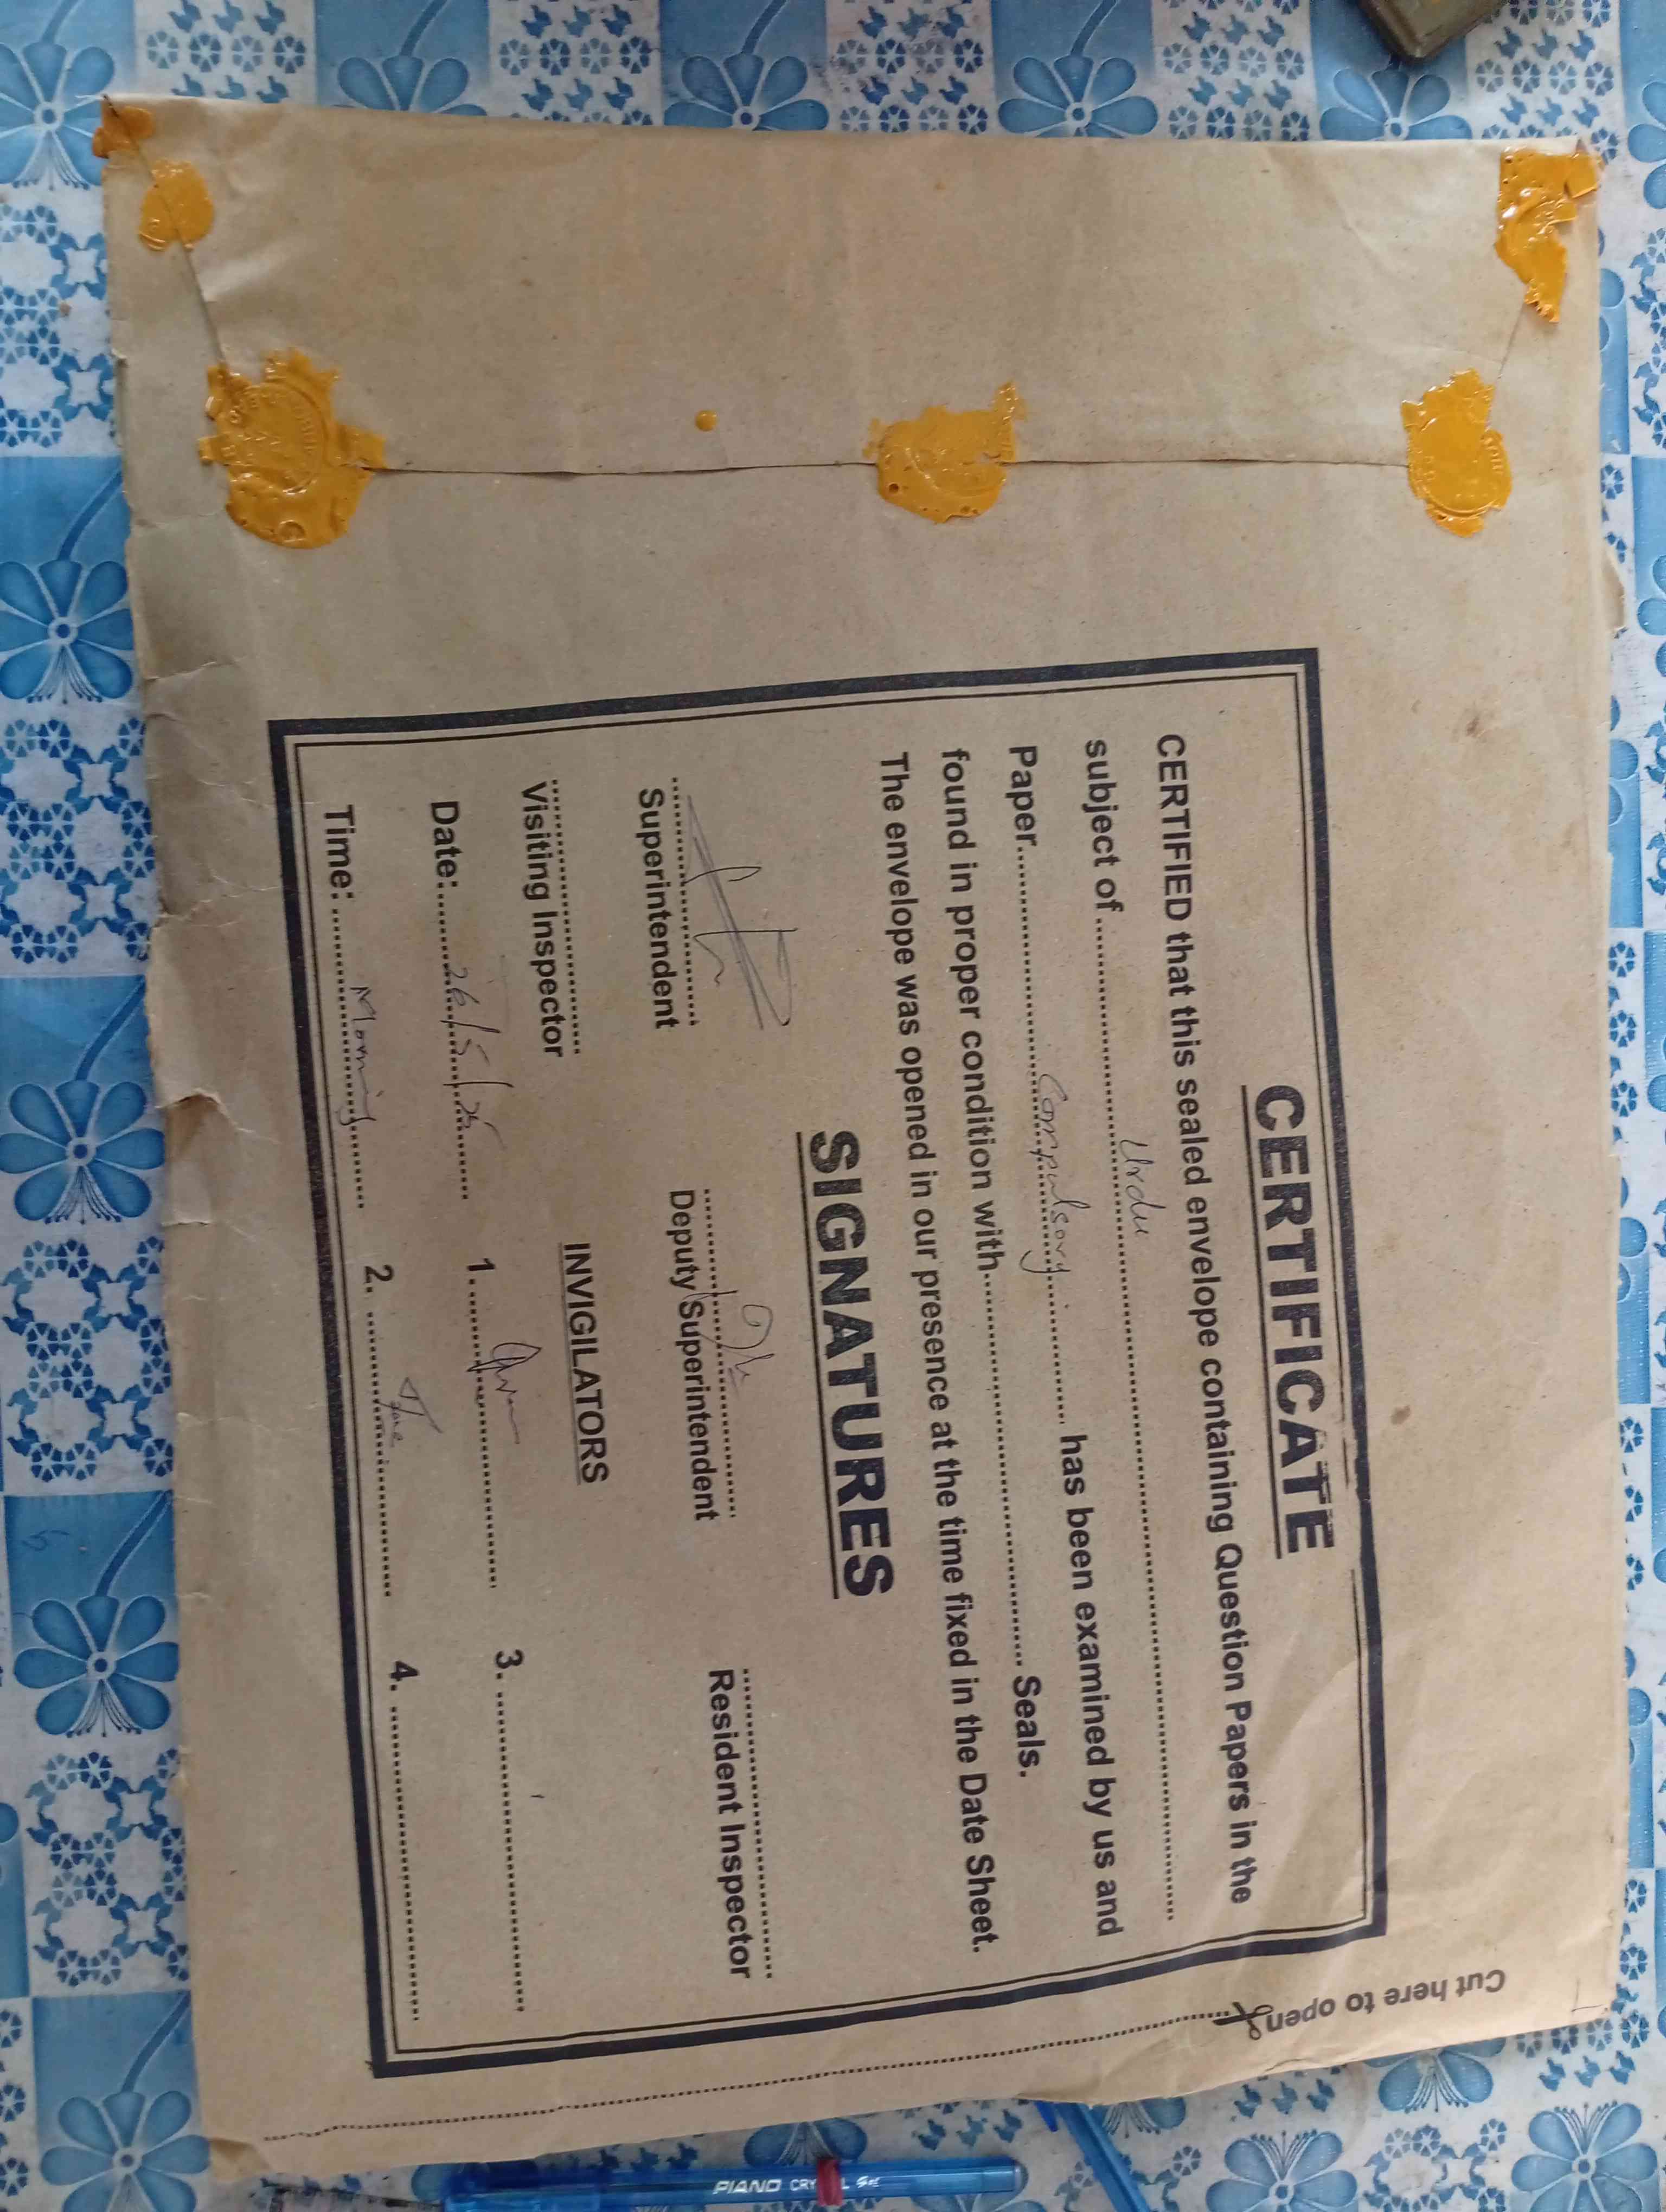 CERTIFICATE
CERTIFIED that this sealed envelope containing Question Papers in the
subject of.......... Urdu ..........
Paper.......... Compulsory .......... has been examined by us and
found in proper condition with.................... Seals.
The envelope was opened in our presence at the time fixed in the Date Sheet.
SIGNATURES
Superintendent
Deputy Superintendent
Resident Inspector
Visiting Inspector
INVIGILATORS
Date:.... 26/5/25 ....
1. ....................
3. ....................
Time: .... Morning ....
2. ....................
4. ....................
Cut here to open
PIANO CRYSTAL Gel